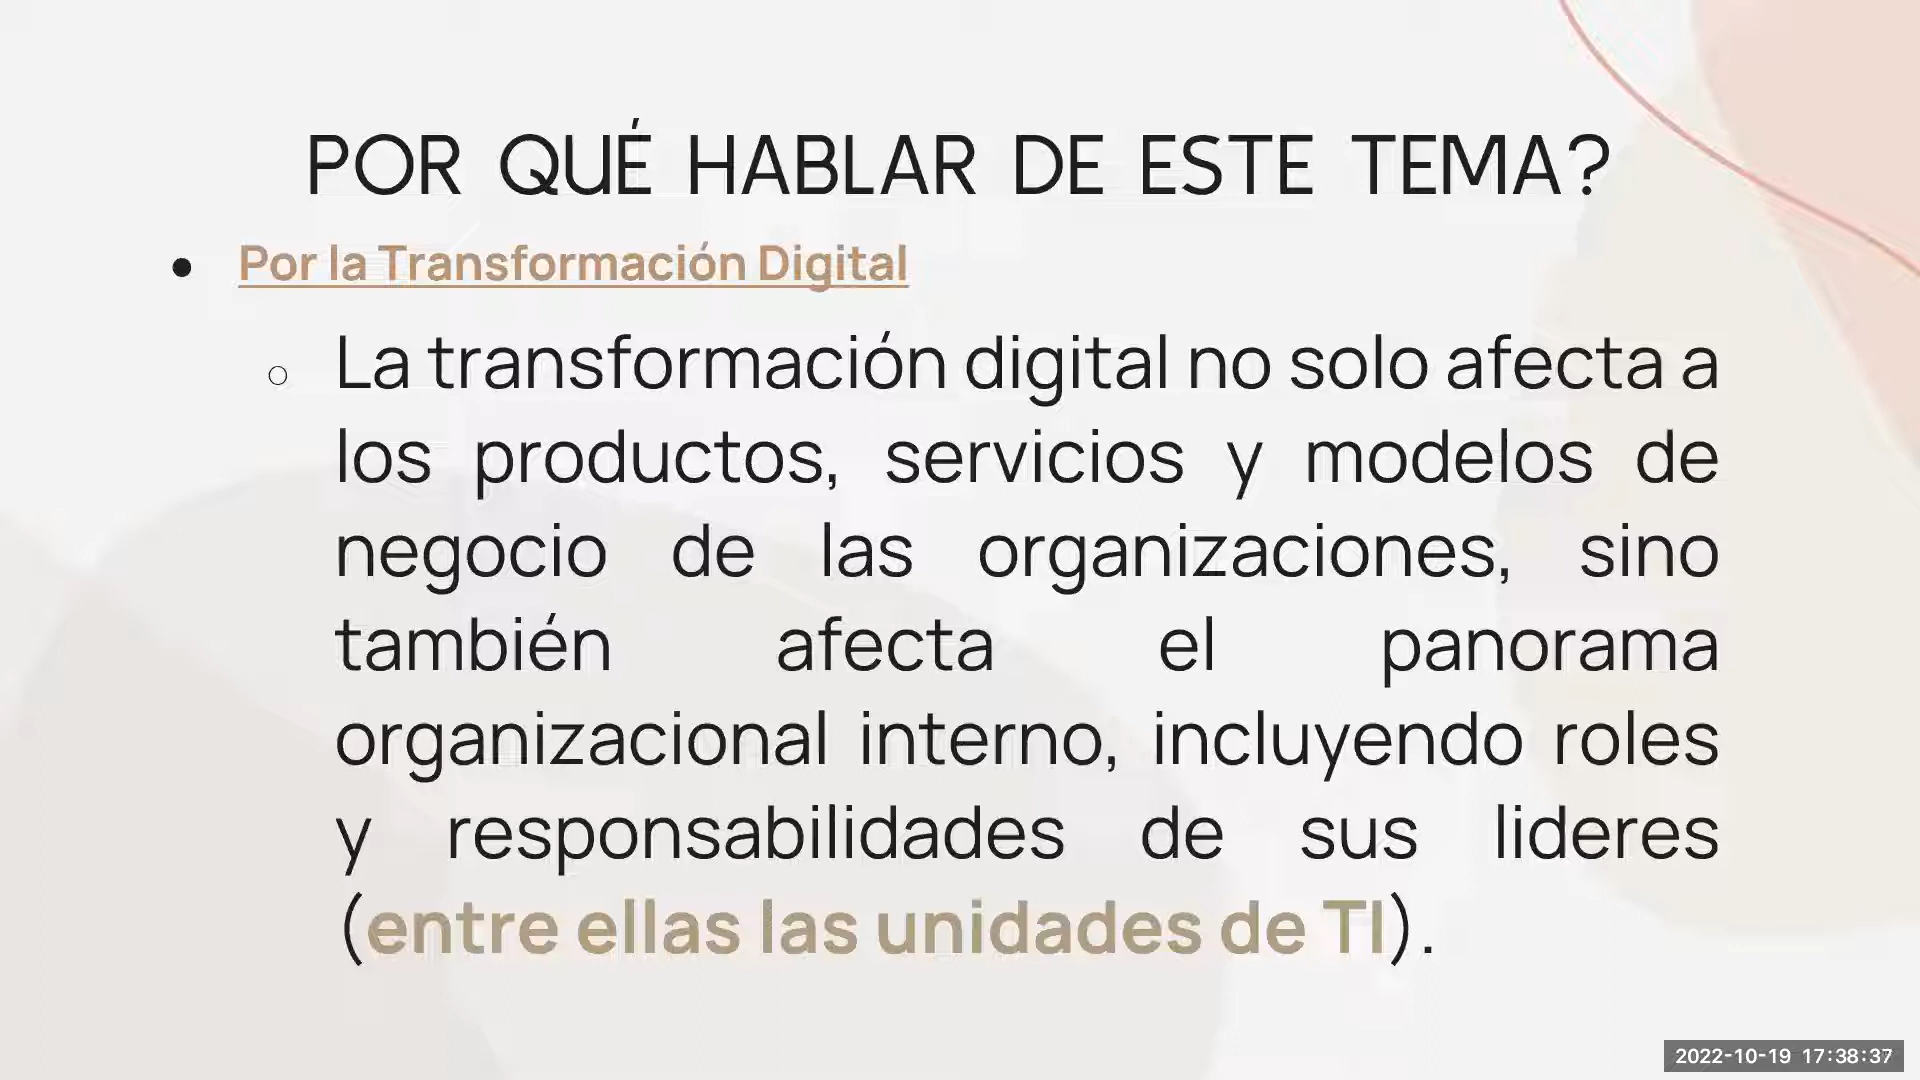 POR QUÉ HABLAR DE ESTE TEMA?
• Por la Transformación Digital
○ La transformación digital no solo afecta a
los productos, servicios y modelos de
negocio de las organizaciones, sino
también afecta el panorama
organizacional interno, incluyendo roles
y responsabilidades de sus lideres
(entre ellas las unidades de TI).
2022-10-19 17:38:37